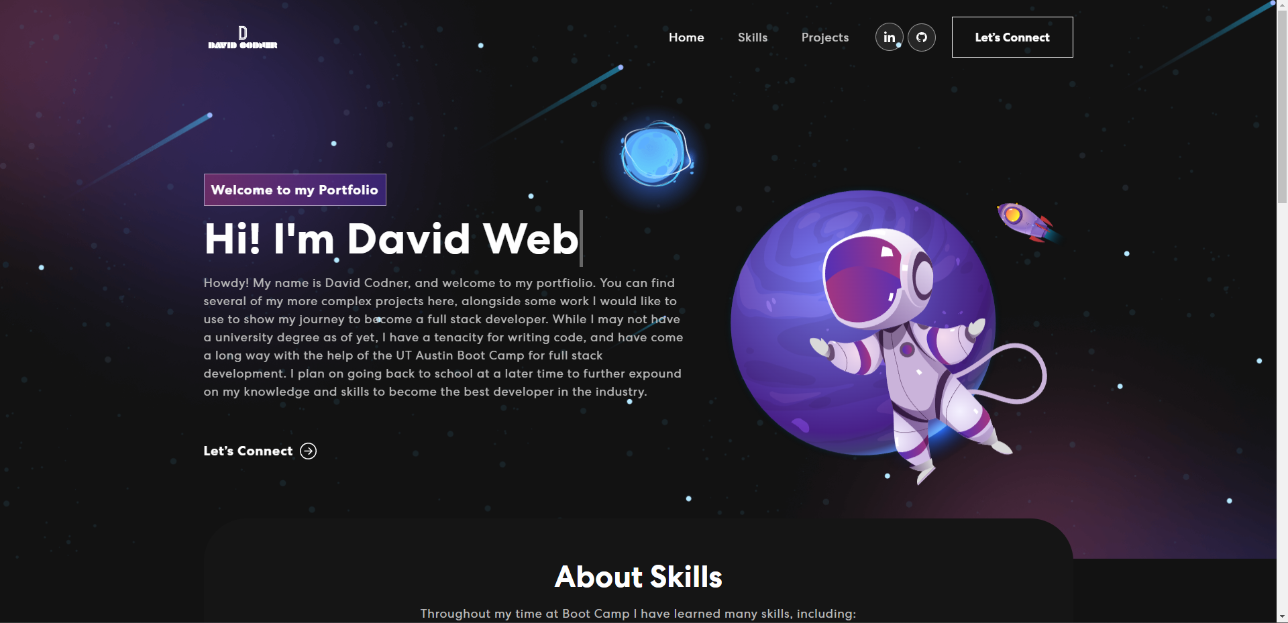 D
DAVID CODNER
Home
Skills
Projects
in
Let's Connect
Welcome to my Portfolio
Hi! I'm David Web
Howdy! My name is David Codner, and welcome to my portfiolio. You can find
several of my more complex projects here, alongside some work I would like to
use to show my journey to become a full stack developer. While I may not have
a university degree as of yet, I have a tenacity for writing code, and have come
a long way with the help of the UT Austin Boot Camp for full stack
development. I plan on going back to school at a later time to further expound
on my knowledge and skills to become the best developer in the industry.
Let's Connect
About Skills
Throughout my time at Boot Camp I have learned many skills, including: